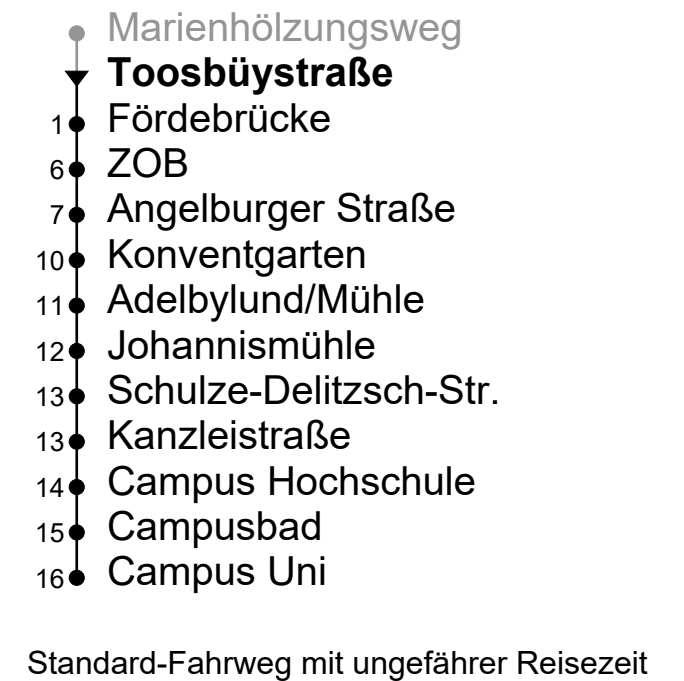 Marienhölzungsweg
Toosbüystraße
1 Fördebrücke
6 ZOB
7 Angelburger Straße
10 Konventgarten
11 Adelbylund/Mühle
12 Johannismühle
13 Schulze-Delitzsch-Str.
13 Kanzleistraße
14 Campus Hochschule
15 Campusbad
16 Campus Uni
Standard-Fahrweg mit ungefährer Reisezeit